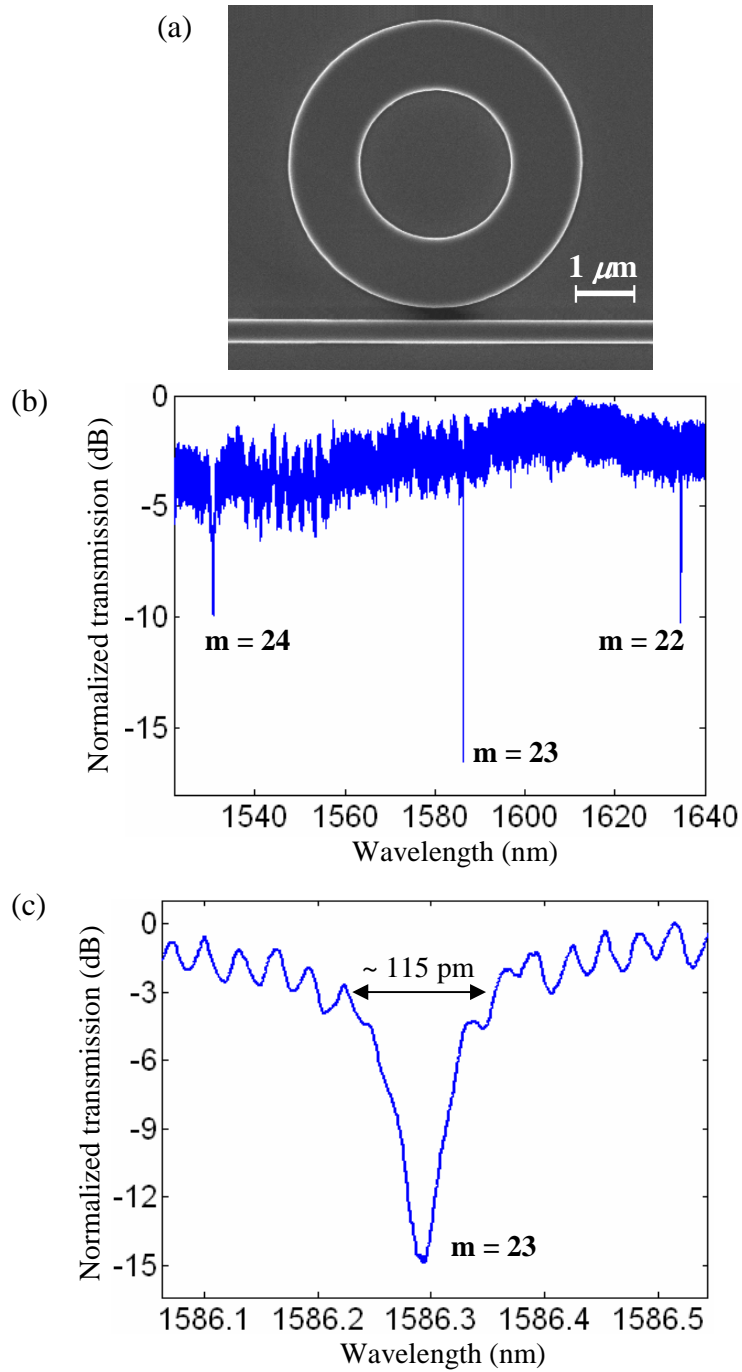 (a)
1 μm
(b)
Normalized transmission (dB)
0
-5
-10
-15
m = 24
m = 23
m = 22
1540 1560 1580 1600 1620 1640
Wavelength (nm)
(c)
Normalized transmission (dB)
0
-3
-6
-9
-12
-15
~ 115 pm
m = 23
1586.1 1586.2 1586.3 1586.4 1586.5
Wavelength (nm)